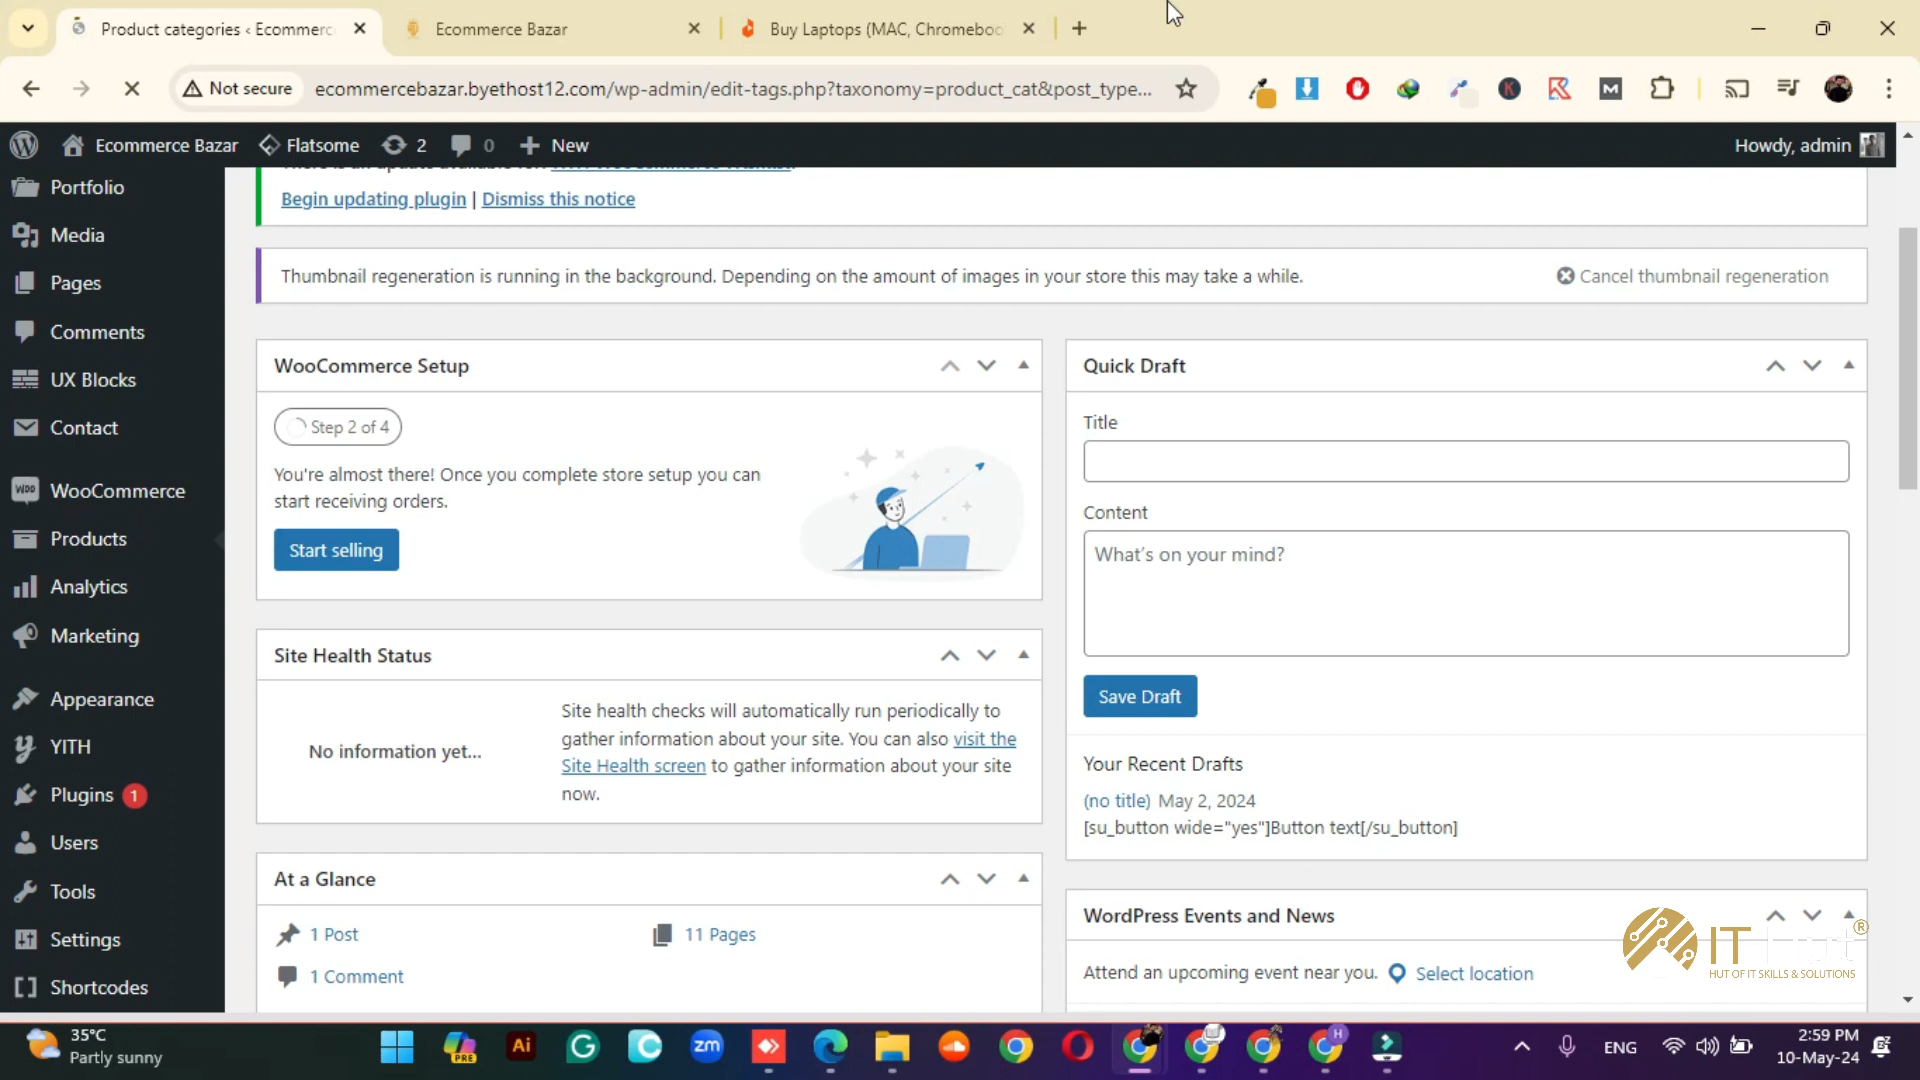 Product categories ‹ Ecommerc
Ecommerce Bazar
Buy Laptops (MAC, Chromeboo
Not secure
ecommercebazar.byethost12.com/wp-admin/edit-tags.php?taxonomy=product_cat&post_type...
Ecommerce Bazar
Flatsome
2
0
New
Howdy, admin
Portfolio
Media
Pages
Comments
UX Blocks
Contact
WooCommerce
Products
Analytics
Marketing
Appearance
YITH
Plugins 1
Users
Tools
Settings
Shortcodes
Begin updating plugin | Dismiss this notice
Thumbnail regeneration is running in the background. Depending on the amount of images in your store this may take a while.
Cancel thumbnail regeneration
WooCommerce Setup
Step 2 of 4
You're almost there! Once you complete store setup you can
start receiving orders.
Start selling
Site Health Status
No information yet...
Site health checks will automatically run periodically to
gather information about your site. You can also visit the
Site Health screen to gather information about your site
now.
At a Glance
1 Post
11 Pages
1 Comment
Quick Draft
Title
Content
What's on your mind?
Save Draft
Your Recent Drafts
(no title) May 2, 2024
[su_button wide="yes"]Button text[/su_button]
WordPress Events and News
Attend an upcoming event near you.
Select location
IT
HUT OF IT SKILLS & SOLUTIONS
35°C
Partly sunny
ENG
2:59 PM
10-May-24